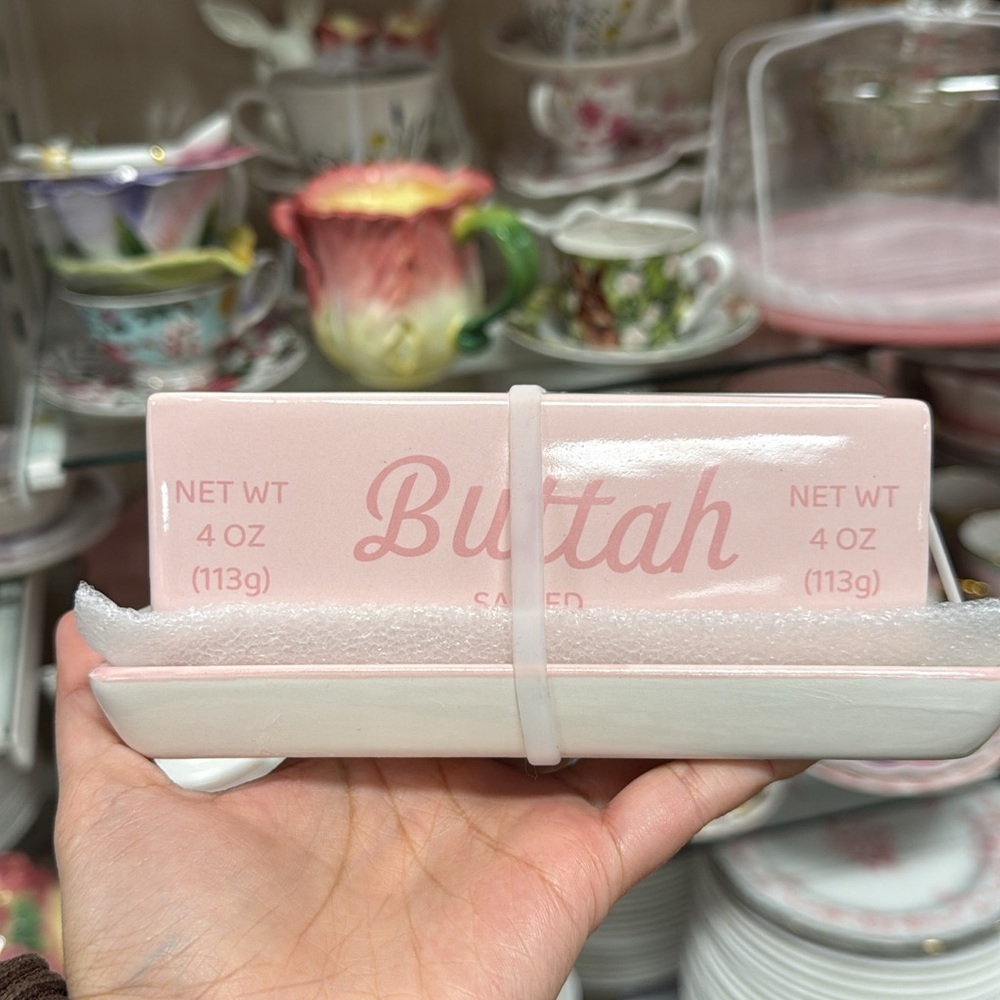 NET WT
4 OZ
(113g)
Buttah
NET WT
4 OZ
(113g)